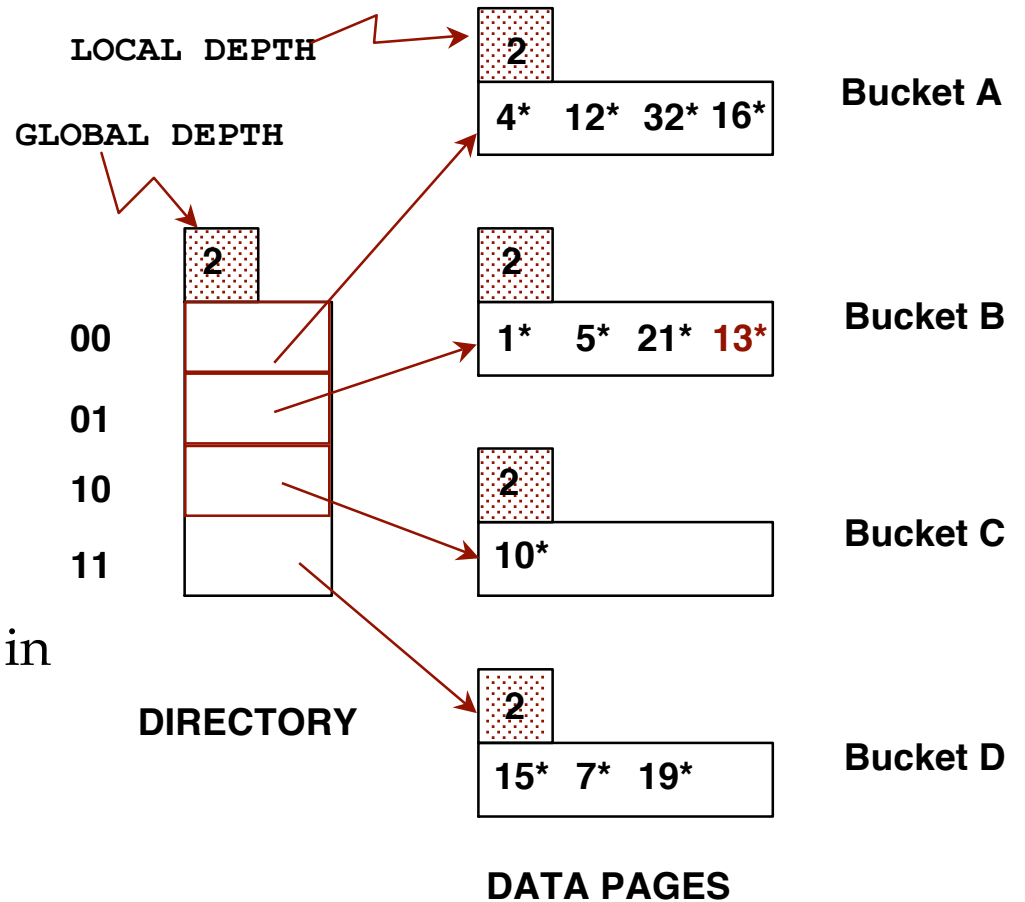 LOCAL DEPTH
2
Bucket A
4* 12* 32* 16*
GLOBAL DEPTH
2
2
00
1* 5* 21* 13*
Bucket B
01
2
10
10*
Bucket C
11
in
2
DIRECTORY
15* 7* 19*
Bucket D
DATA PAGES